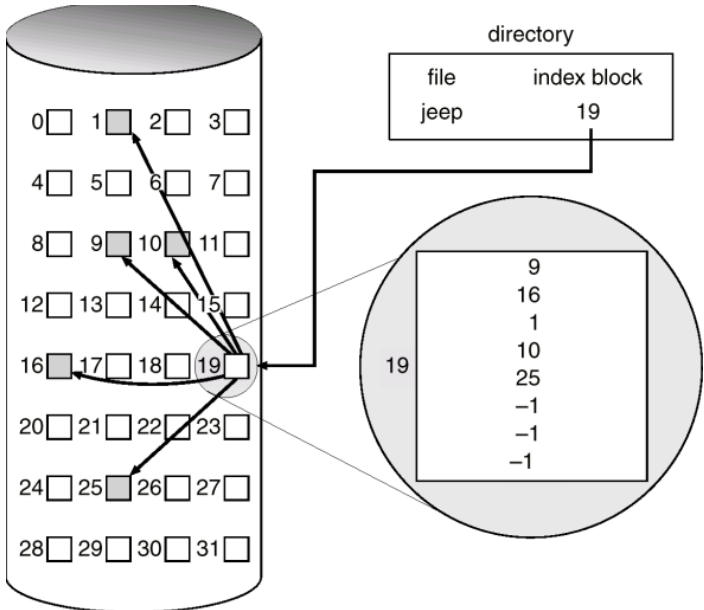 directory
file index block
jeep 19
0 1 2 3
4 5 6 7
8 9 10 11
12 13 14 15
16 17 18 19
20 21 22 23
24 25 26 27
28 29 30 31
19
9
16
1
10
25
–1
–1
–1